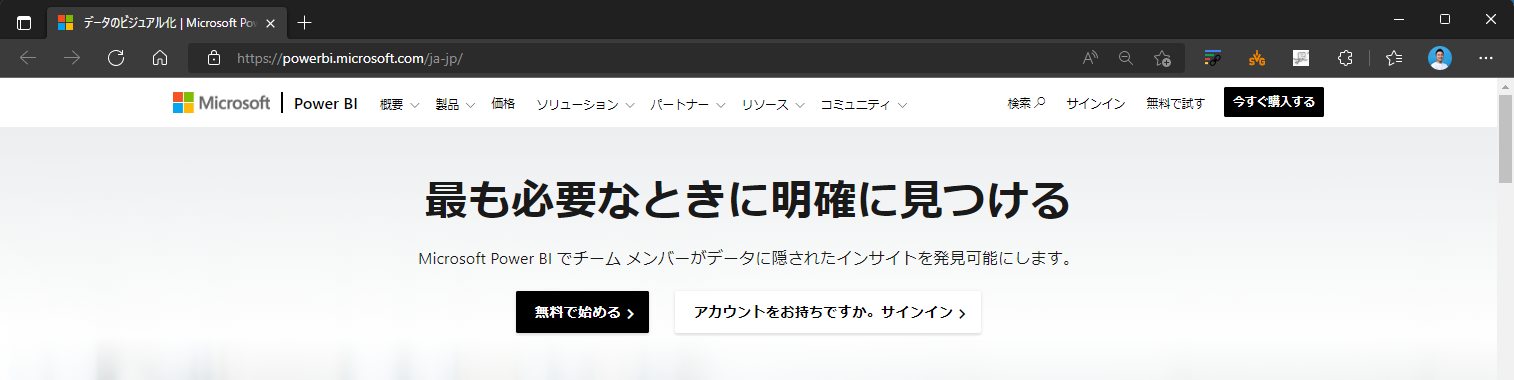 データのビジュアル化 | Microsoft Pow
https://powerbi.microsoft.com/ja-jp/
Microsoft Power BI 概要 製品 価格 ソリューション パートナー リソース コミュニティ 検索 サインイン 無料で試す 今すぐ購入する
最も必要なときに明確に見つける
Microsoft Power BI でチーム メンバーがデータに隠されたインサイトを発見可能にします。
無料で始める アカウントをお持ちですか。サインイン